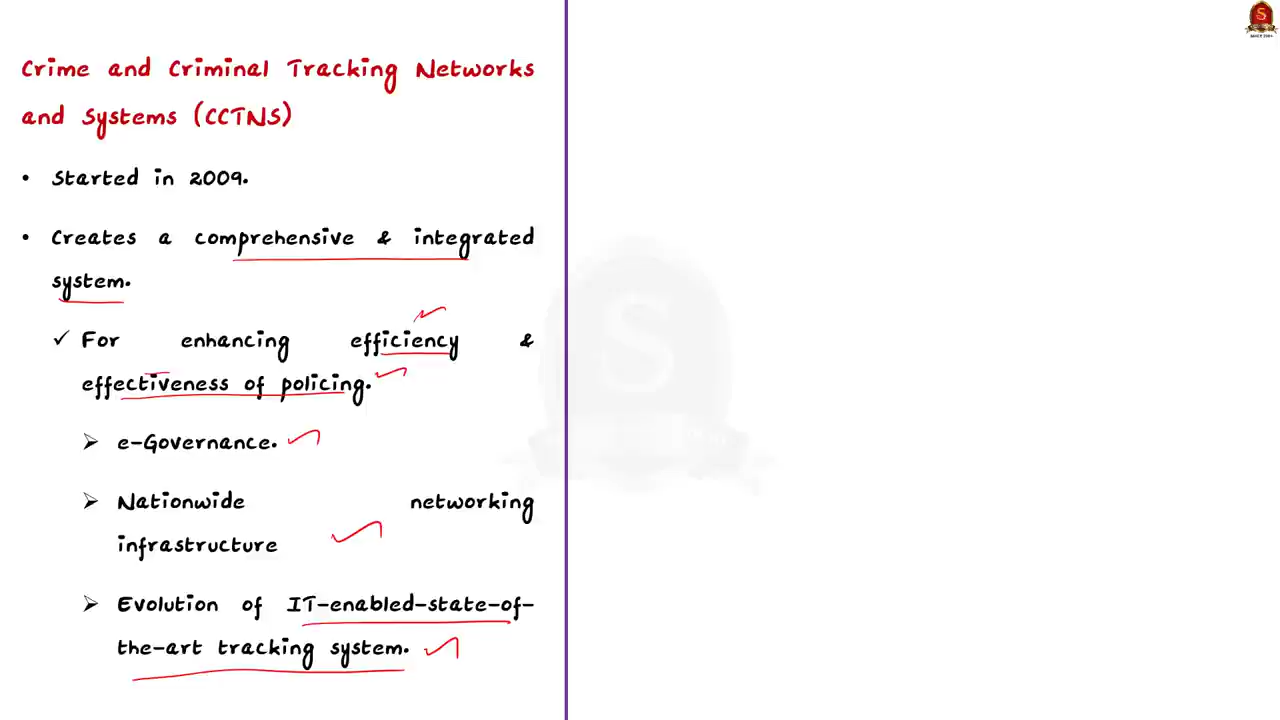 Crime and Criminal Tracking Networks
and Systems (CCTNS)
• Started in 2009.
• Creates a comprehensive & integrated
system.
✓ For enhancing efficiency &
effectiveness of policing.
➢ e-Governance.
➢ Nationwide networking
infrastructure
➢ Evolution of IT-enabled-state-of-
the-art tracking system.
S